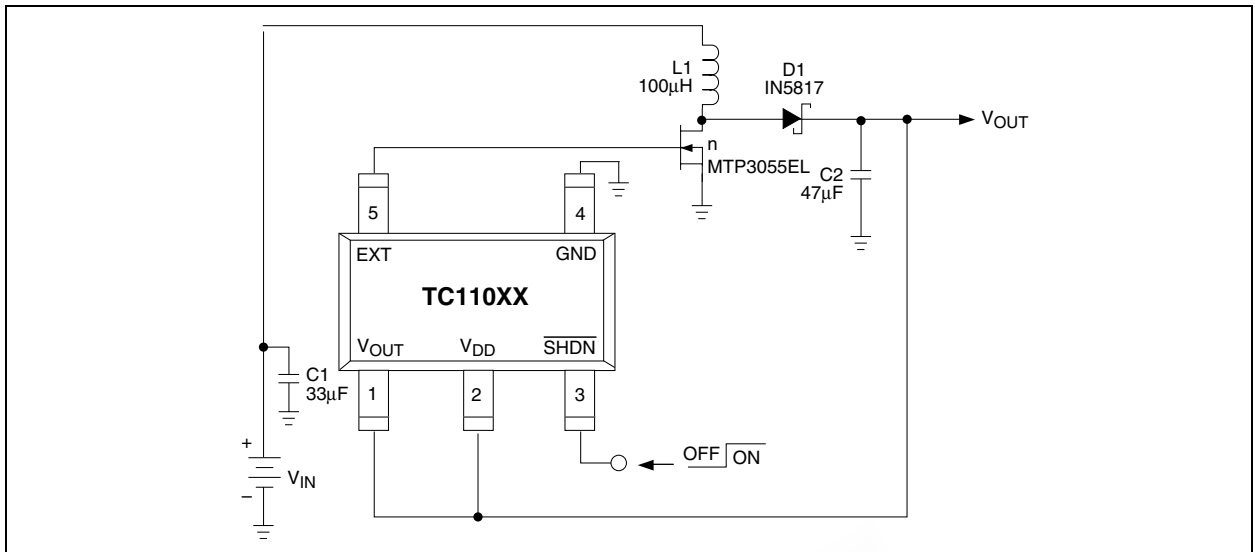 L1
100µH
D1
IN5817
VOUT
n
MTP3055EL
C2
47µF
5
4
EXT
GND
TC110XX
VOUT
VDD
SHDN
C1
33µF
1
2
3
+
VIN
–
OFF
ON